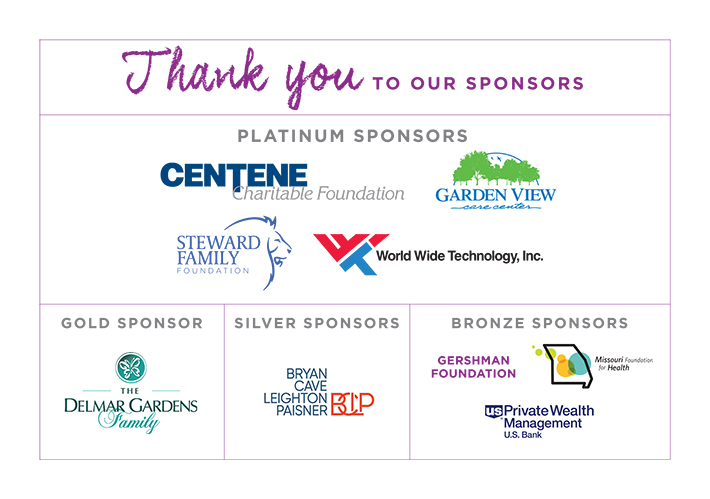 Thank you TO OUR SPONSORS
PLATINUM SPONSORS
CENTENE
Charitable Foundation
GARDEN VIEW
care center
STEWARD
FAMILY
FOUNDATION
World Wide Technology, Inc.
GOLD SPONSOR
THE
DELMAR GARDENS
Family
SILVER SPONSORS
BRYAN
CAVE
LEIGHTON
PAISNER
BCLP
BRONZE SPONSORS
GERSHMAN
FOUNDATION
Missouri Foundation
for Health
us Private Wealth
Management
U.S. Bank